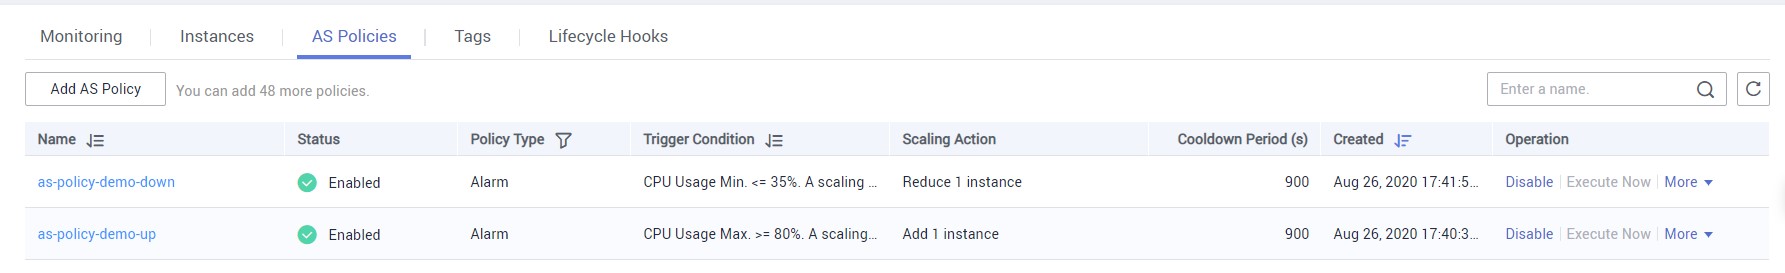 Monitoring Instances AS Policies Tags Lifecycle Hooks
Add AS Policy You can add 48 more policies. Enter a name.
Name Status Policy Type Trigger Condition Scaling Action Cooldown Period (s) Created Operation
as-policy-demo-down Enabled Alarm CPU Usage Min. <= 35%. A scaling ... Reduce 1 instance 900 Aug 26, 2020 17:41:5... Disable Execute Now More
as-policy-demo-up Enabled Alarm CPU Usage Max. >= 80%. A scaling... Add 1 instance 900 Aug 26, 2020 17:40:3... Disable Execute Now More